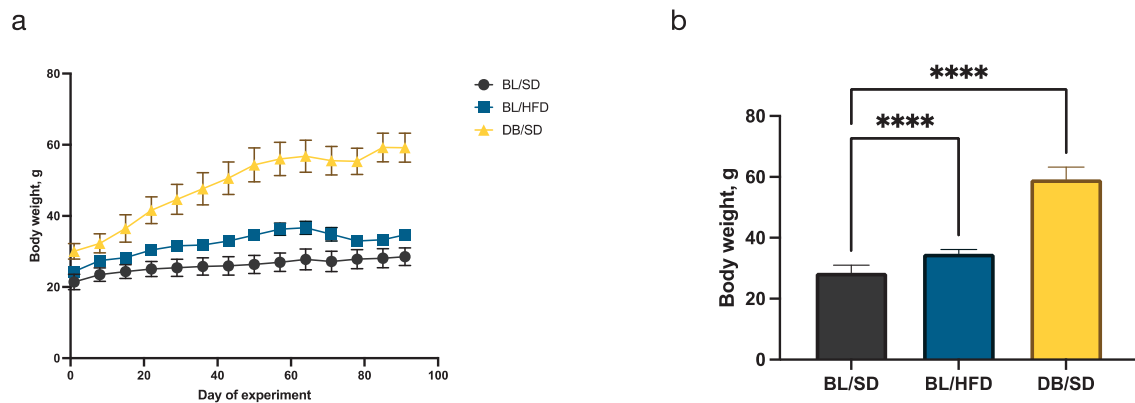 a
80
60
40
20
0
Body weight, g
0 20 40 60 80 100
Day of experiment
BL/SD
BL/HFD
DB/SD
b
****
****
80
60
40
20
0
Body weight, g
BL/SD BL/HFD DB/SD